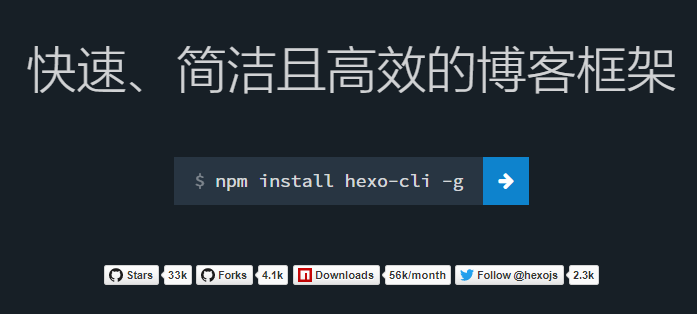 快速、简洁且高效的博客框架
$ npm install hexo-cli -g
Stars 33k Forks 4.1k Downloads 56k/month Follow @hexojs 2.3k